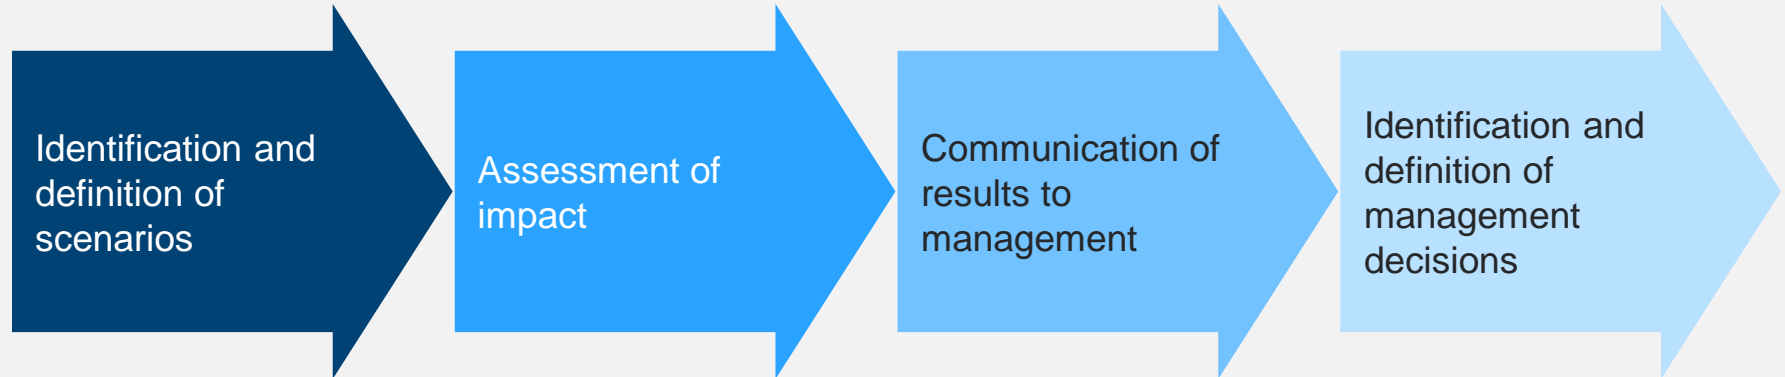 Identification and
definition of
scenarios
Assessment of
impact
Communication of
results to
management
Identification and
definition of
management
decisions